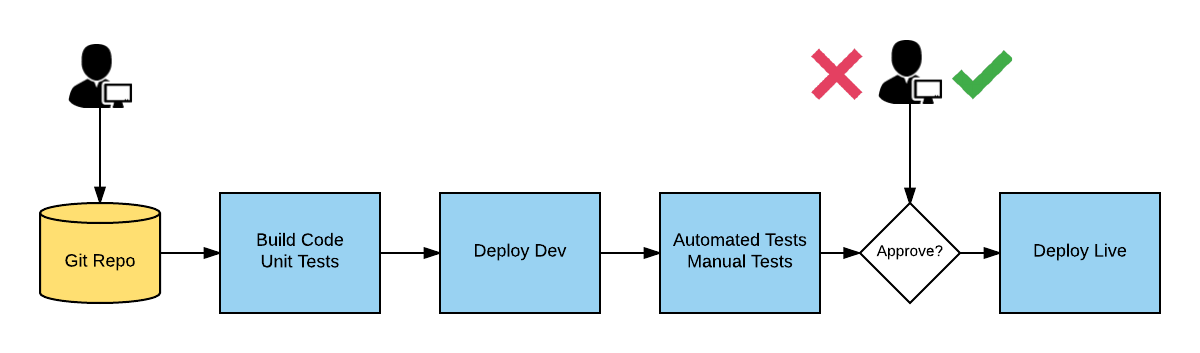 Git Repo
Build Code
Unit Tests
Deploy Dev
Automated Tests
Manual Tests
Approve?
Deploy Live